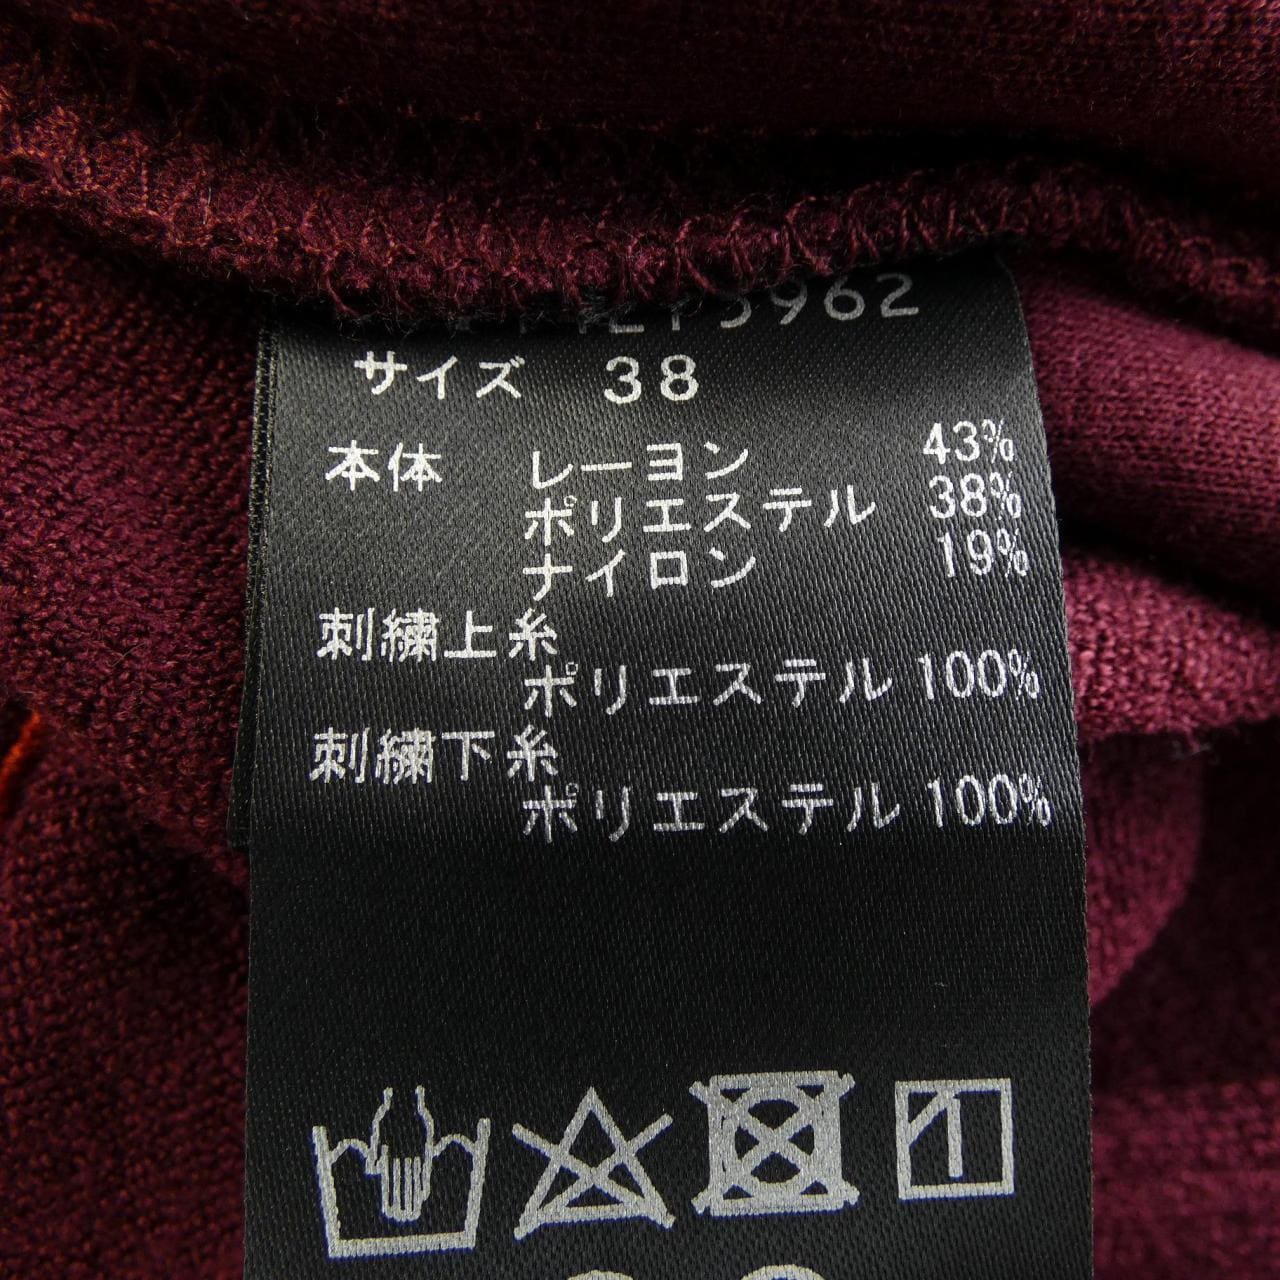 サイズ 38
本体 レーヨン 43%
ポリエステル 38%
ナイロン 19%
刺繍上糸
ポリエステル 100%
刺繍下糸
ポリエステル 100%